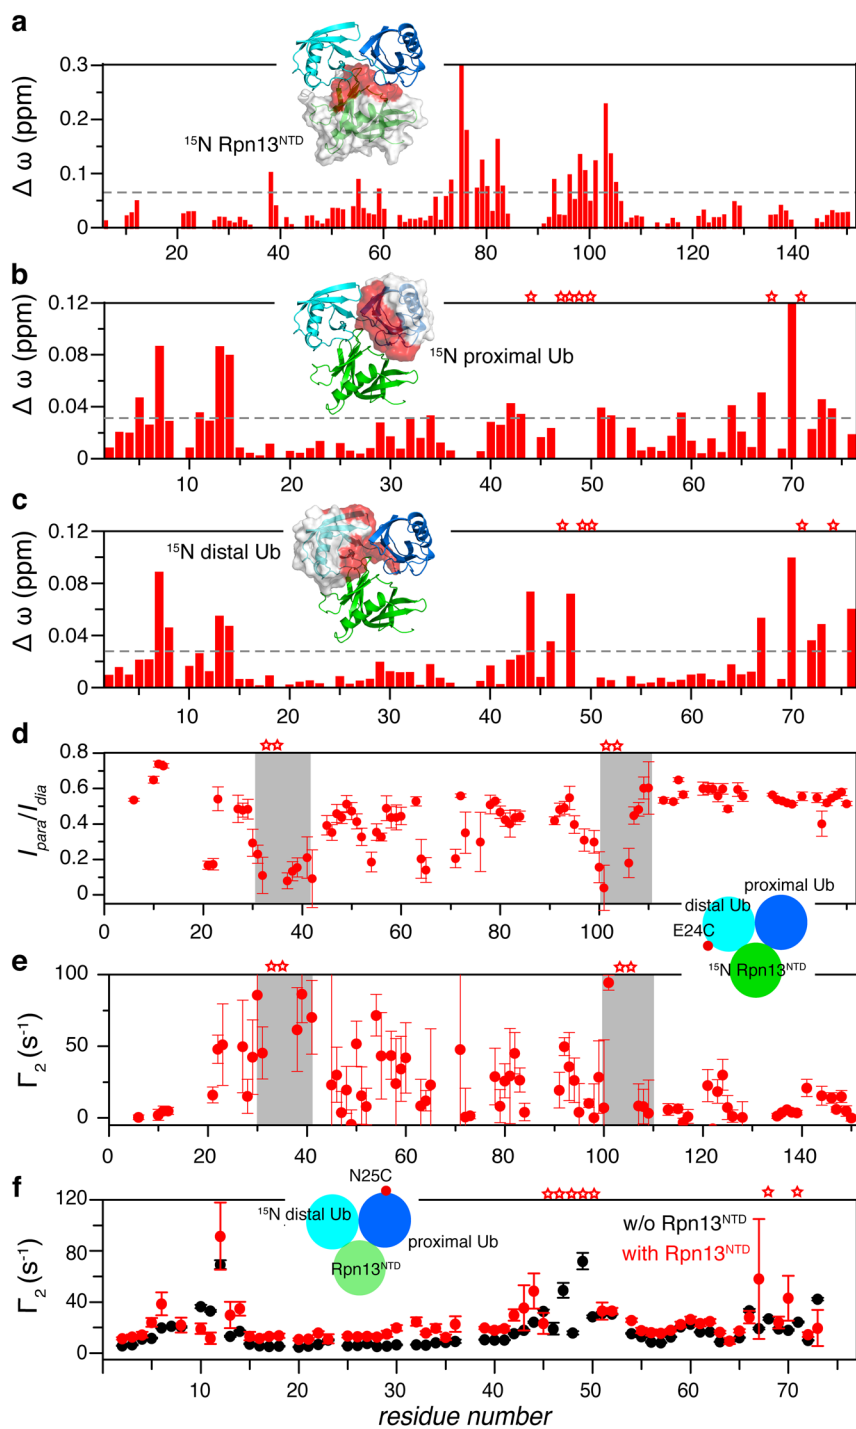 a
0.3
0.2
0.1
0
Δ ω (ppm)
¹⁵N Rpn13ᴺᵀᴰ
20 40 60 80 100 120 140
b
0.12
0.08
0.04
0
Δ ω (ppm)
¹⁵N proximal Ub
10 20 30 40 50 60 70
c
0.12
0.08
0.04
0
Δ ω (ppm)
¹⁵N distal Ub
10 20 30 40 50 60 70
d
0.8
0.6
0.4
0.2
0
I para/I dia
0 20 40 60 80 100
distal Ub
proximal Ub
E24C
¹⁵N Rpn13ᴺᵀᴰ
e
100
50
0
Γ₂ (s⁻¹)
0 20 40 60 80 100 120 140
f
120
80
40
0
Γ₂ (s⁻¹)
N25C
¹⁵N distal Ub
proximal Ub
Rpn13ᴺᵀᴰ
w/o Rpn13ᴺᵀᴰ
with Rpn13ᴺᵀᴰ
10 20 30 40 50 60 70
residue number